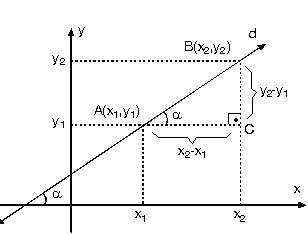 y
d
B(x₂,y₂)
y₂
A(x₁,y₁)
y₂-y₁
y₁
α
C
x₂-x₁
α
x
x₁
x₂